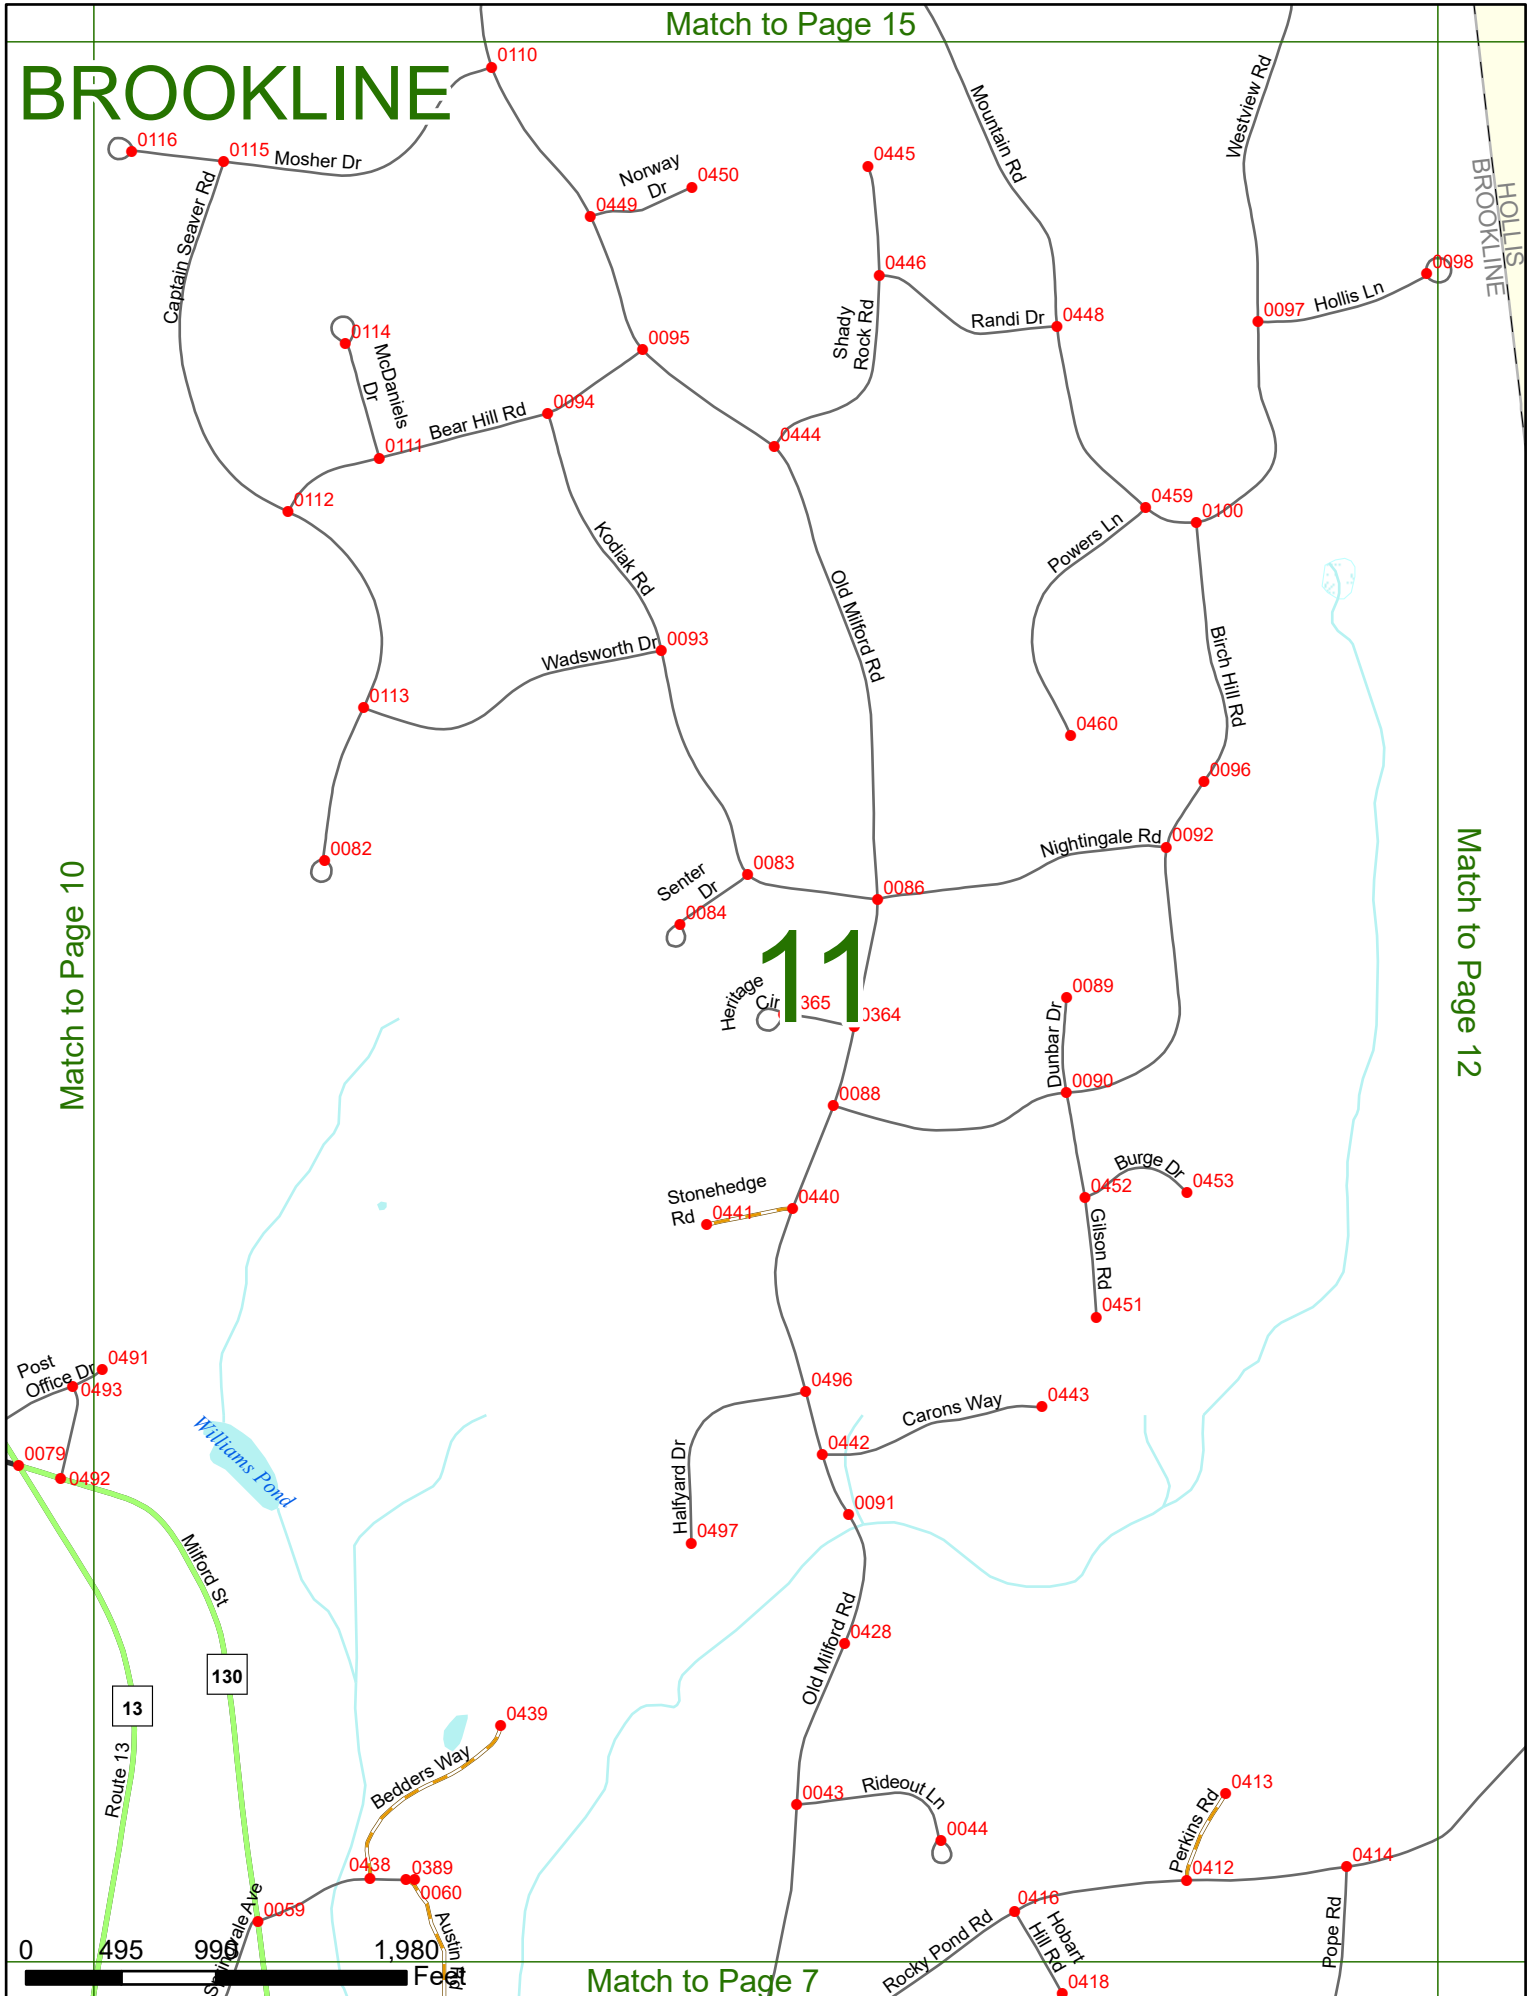 Match to Page 15
BROOKLINE
0110
0116
0115
Mosher Dr
Captain Seaver Rd
Norway
Dr
0450
0449
0445
Mountain Rd
Westview Rd
HOLLIS
BROOKLINE
0446
0098
Hollis Ln
0097
Shady
Rock Rd
Randi Dr
0448
0114
McDaniels
Dr
0095
0094
Bear Hill Rd
0111
0444
0112
0459
0100
Powers Ln
Kodiak Rd
Old Milford Rd
Birch Hill Rd
Wadsworth Dr
0093
0113
0460
0096
0082
0083
Nightingale Rd
0092
Senter
Dr
0084
0086
Match to Page 10
Match to Page 12
11
Heritage
Cir
365
0364
0089
Dunbar Dr
0090
0088
Stonehedge
Rd
0441
0440
Burge Dr
0453
0452
Gilson Rd
0451
Post
Office Dr
0491
0493
0496
Carons Way
0443
0442
Williams Pond
0079
0492
Halfyard Dr
0091
0497
Milford St
Old Milford Rd
0428
130
13
Route 13
0439
Bedders Way
0043
Rideout Ln
0044
Perkins Rd
0413
0412
0414
0438
0389
0060
0059
Springvale Ave
Austin Rd
0416
Rocky Pond Rd
Hobart
Hill Rd
0418
Pope Rd
0 495 990 1,980
Feet
Match to Page 7